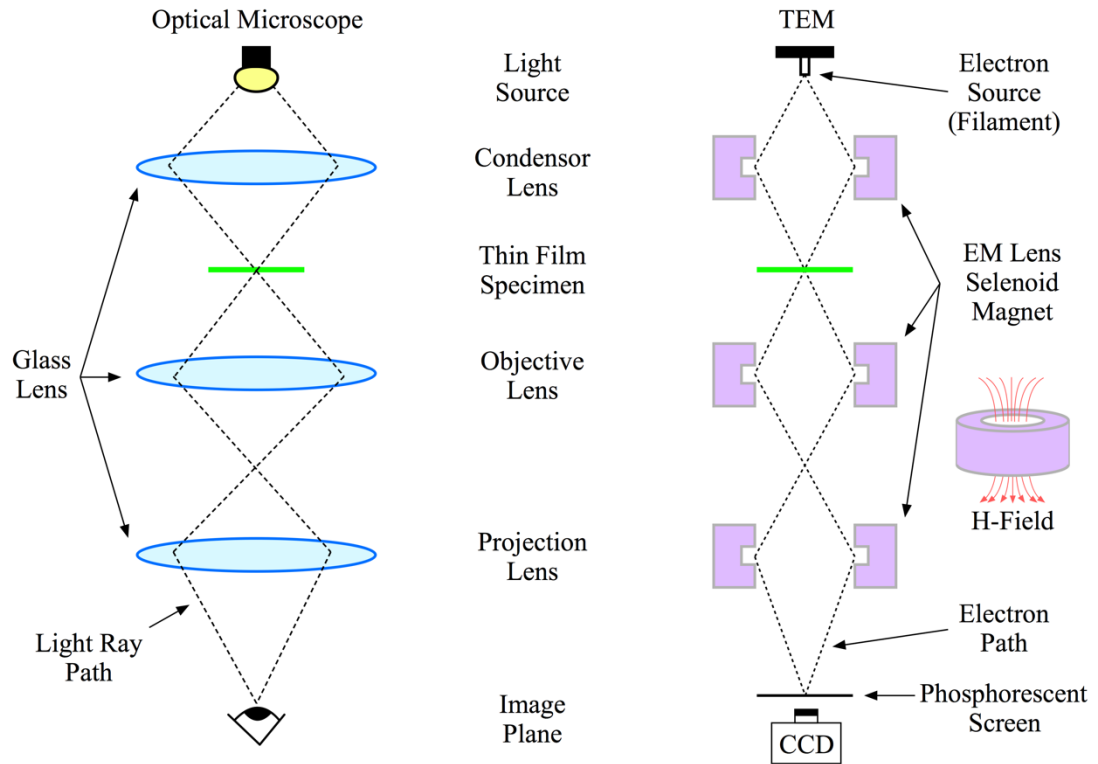 Optical Microscope
TEM
Light
Source
Electron
Source
(Filament)
Condensor
Lens
Thin Film
Specimen
EM Lens
Selenoid
Magnet
Glass
Lens
Objective
Lens
H-Field
Projection
Lens
Light Ray
Path
Electron
Path
Image
Plane
Phosphorescent
Screen
CCD